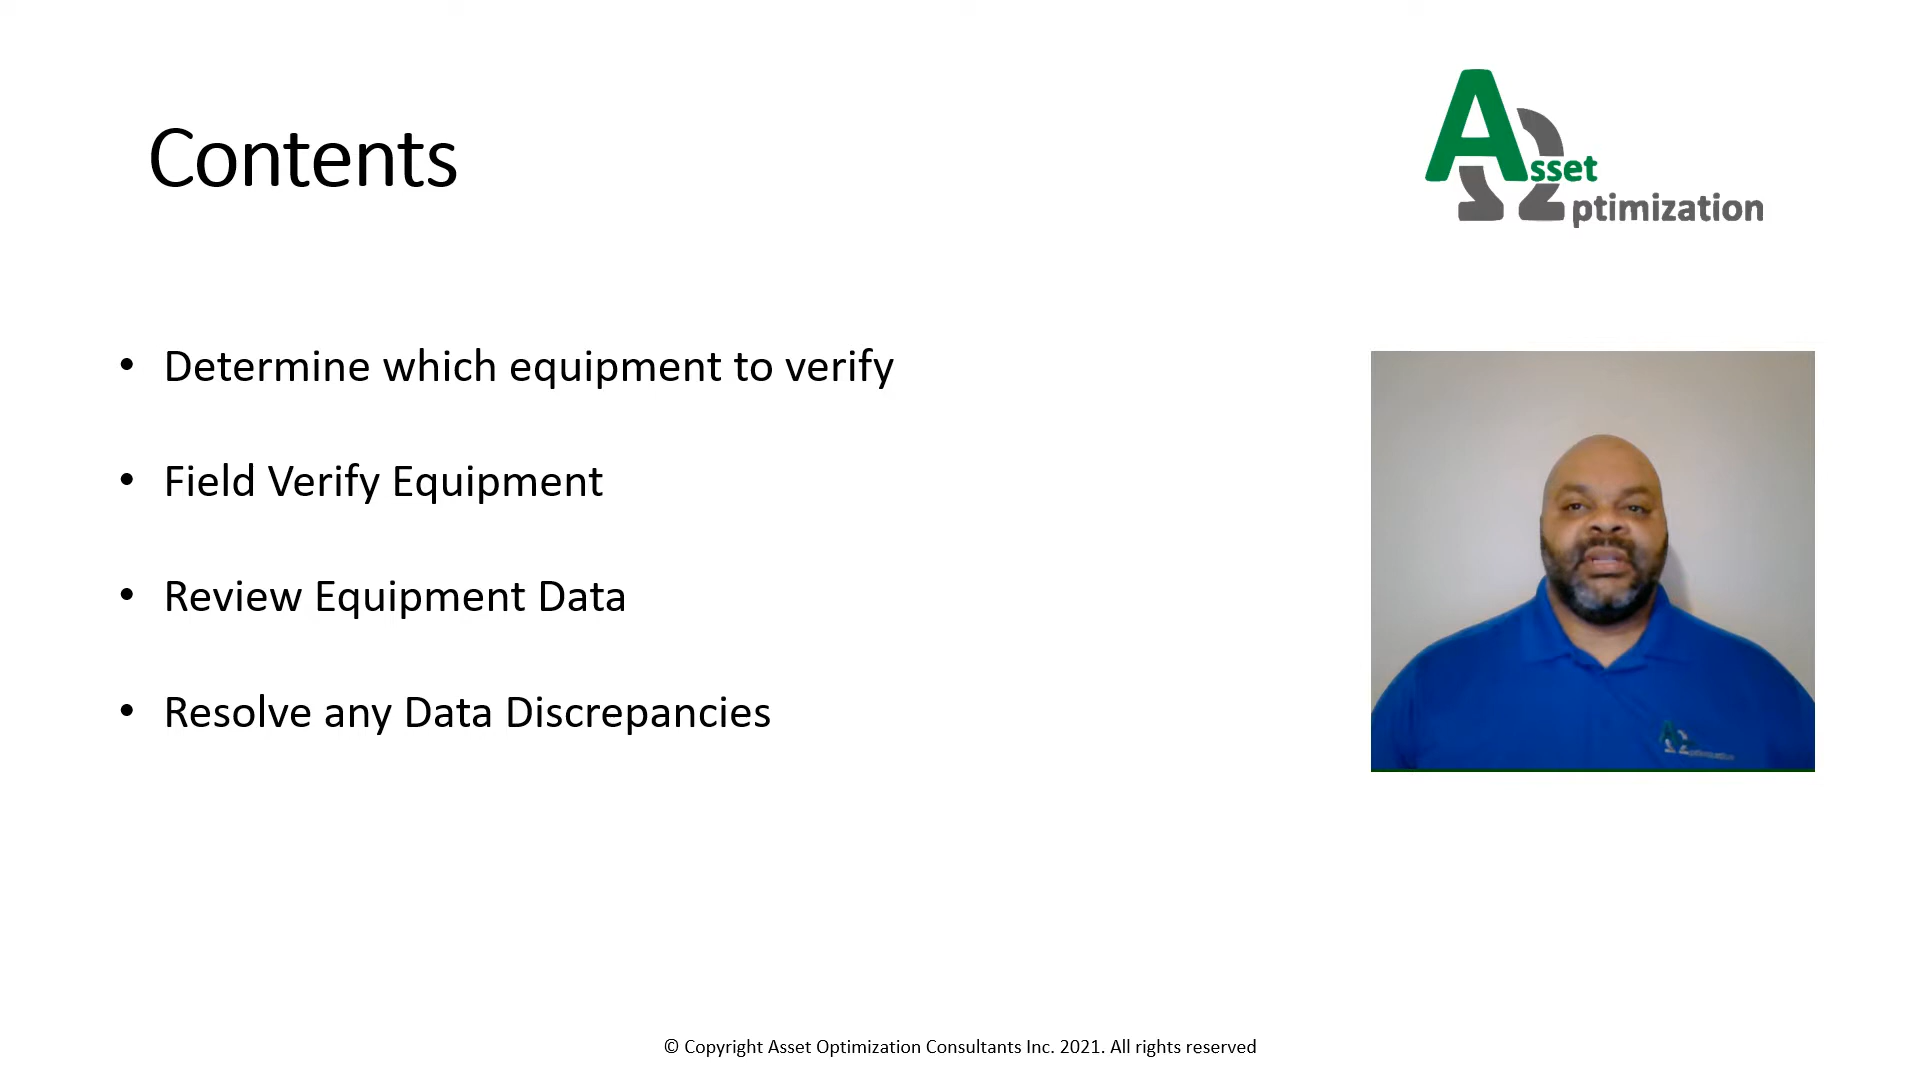 Contents
Asset
Optimization
• Determine which equipment to verify
• Field Verify Equipment
• Review Equipment Data
• Resolve any Data Discrepancies
© Copyright Asset Optimization Consultants Inc. 2021. All rights reserved